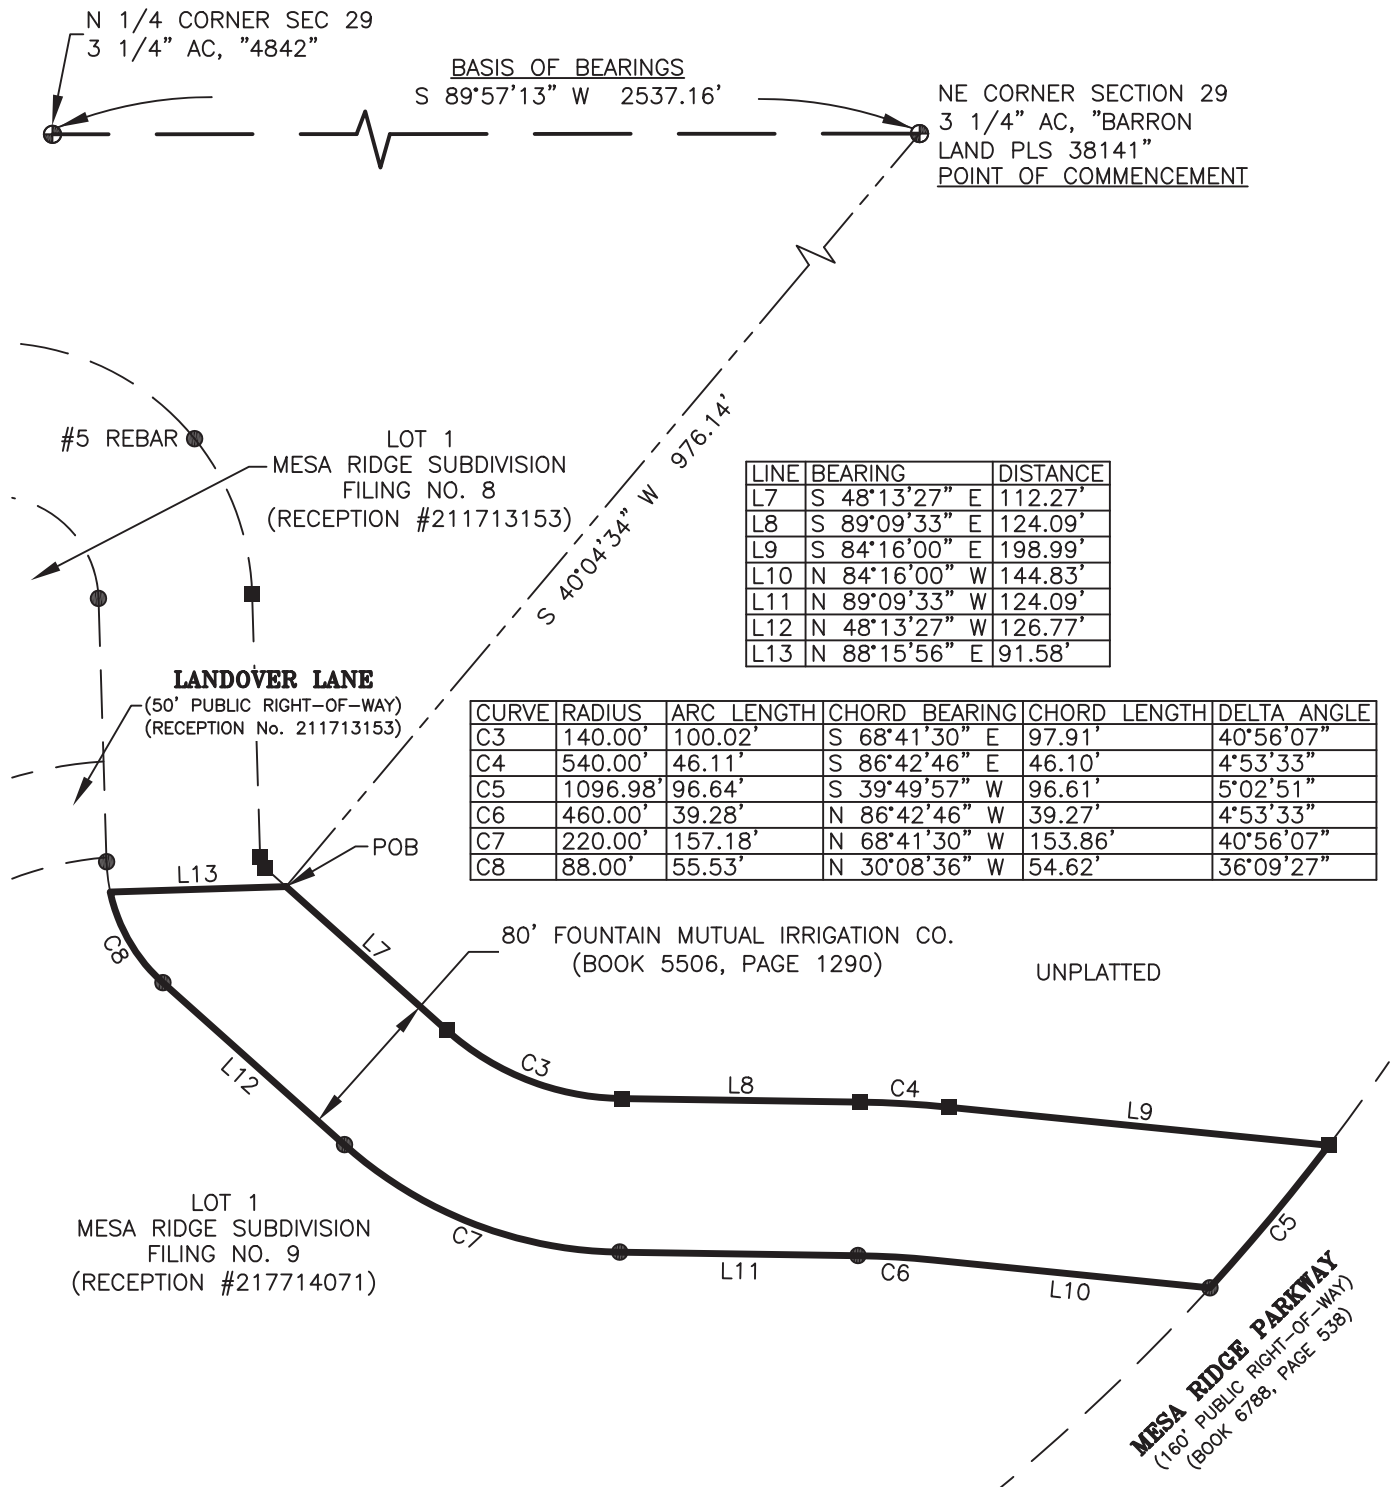 N 1/4 CORNER SEC 29
3 1/4" AC, "4842"
BASIS OF BEARINGS
S 89°57'13" W 2537.16'
NE CORNER SECTION 29
3 1/4" AC, "BARRON
LAND PLS 38141"
POINT OF COMMENCEMENT
S 40°04'34" W 976.14'
#5 REBAR
LOT 1
MESA RIDGE SUBDIVISION
FILING NO. 8
(RECEPTION #211713153)
LINE BEARING DISTANCE
L7 S 48°13'27" E 112.27'
L8 S 89°09'33" E 124.09'
L9 S 84°16'00" E 198.99'
L10 N 84°16'00" W 144.83'
L11 N 89°09'33" W 124.09'
L12 N 48°13'27" W 126.77'
L13 N 88°15'56" E 91.58'
LANDOVER LANE
(50' PUBLIC RIGHT-OF-WAY)
(RECEPTION No. 211713153)
CURVE RADIUS ARC LENGTH CHORD BEARING CHORD LENGTH DELTA ANGLE
C3 140.00' 100.02' S 68°41'30" E 97.91' 40°56'07"
C4 540.00' 46.11' S 86°42'46" E 46.10' 4°53'33"
C5 1096.98' 96.64' S 39°49'57" W 96.61' 5°02'51"
C6 460.00' 39.28' N 86°42'46" W 39.27' 4°53'33"
C7 220.00' 157.18' N 68°41'30" W 153.86' 40°56'07"
C8 88.00' 55.53' N 30°08'36" W 54.62' 36°09'27"
POB
L13
C8
L7
80' FOUNTAIN MUTUAL IRRIGATION CO.
(BOOK 5506, PAGE 1290)
UNPLATTED
L12
C3
L8
C4
L9
C7
L11
C6
L10
C5
LOT 1
MESA RIDGE SUBDIVISION
FILING NO. 9
(RECEPTION #217714071)
MESA RIDGE PARKWAY
(160' PUBLIC RIGHT-OF-WAY)
(BOOK 6788, PAGE 538)